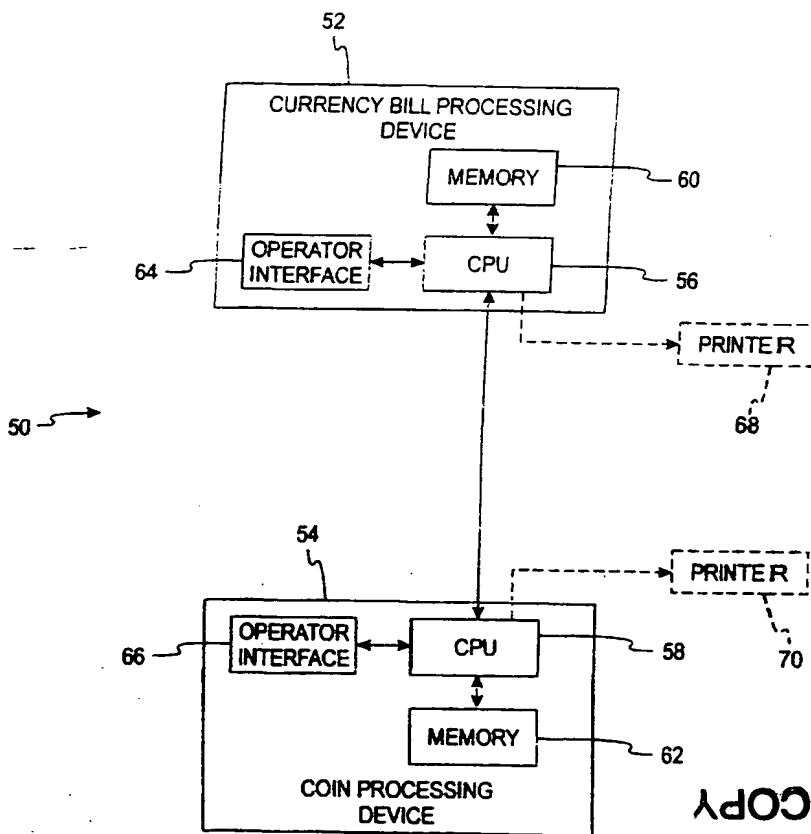 52
CURRENCY BILL PROCESSING
DEVICE
MEMORY
60
OPERATOR
INTERFACE
64
CPU
56
PRINTER
68
50
54
PRINTER
70
OPERATOR
INTERFACE
66
CPU
58
MEMORY
62
COIN PROCESSING
DEVICE
COPY